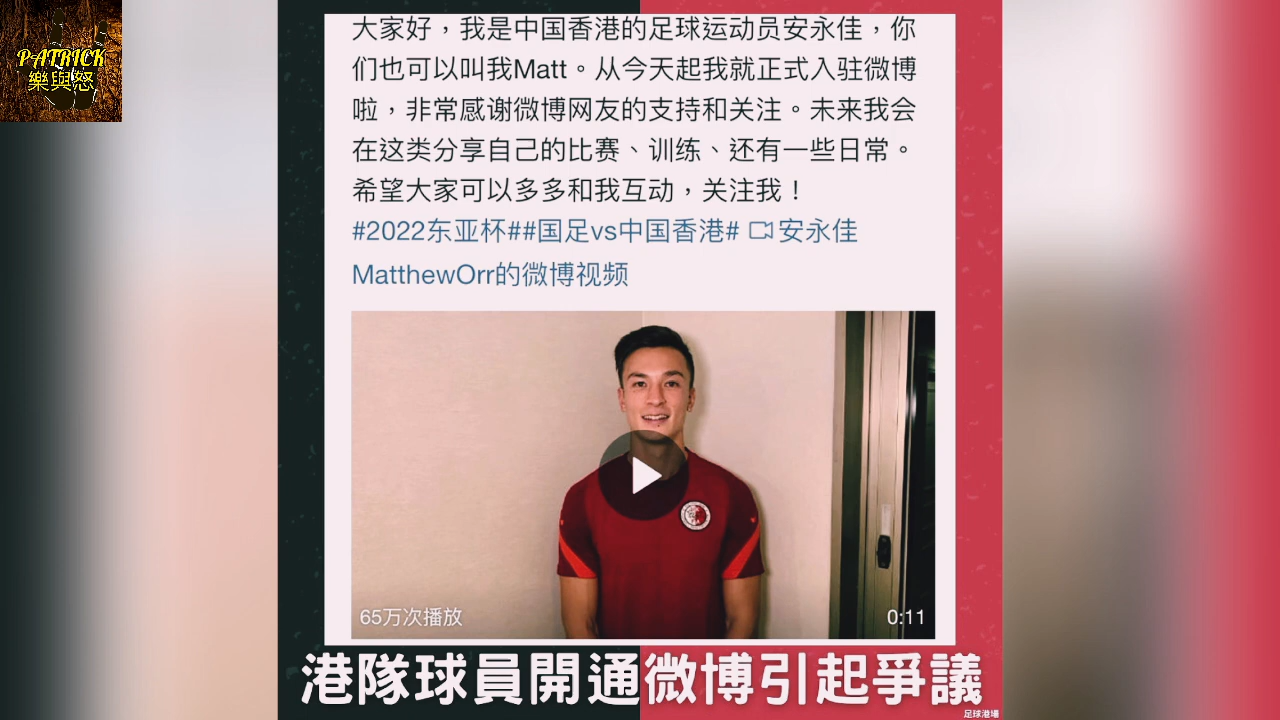 PATRICK
樂與怒
大家好，我是中国香港的足球运动员安永佳，你
们也可以叫我Matt。从今天起我就正式入驻微博
啦，非常感谢微博网友的支持和关注。未来我会
在这类分享自己的比赛、训练、还有一些日常。
希望大家可以多多和我互动，关注我！
#2022东亚杯##国足vs中国香港# 安永佳
MatthewOrr的微博视频
65万次播放
0:11
港隊球員開通微博引起爭議
足球港場